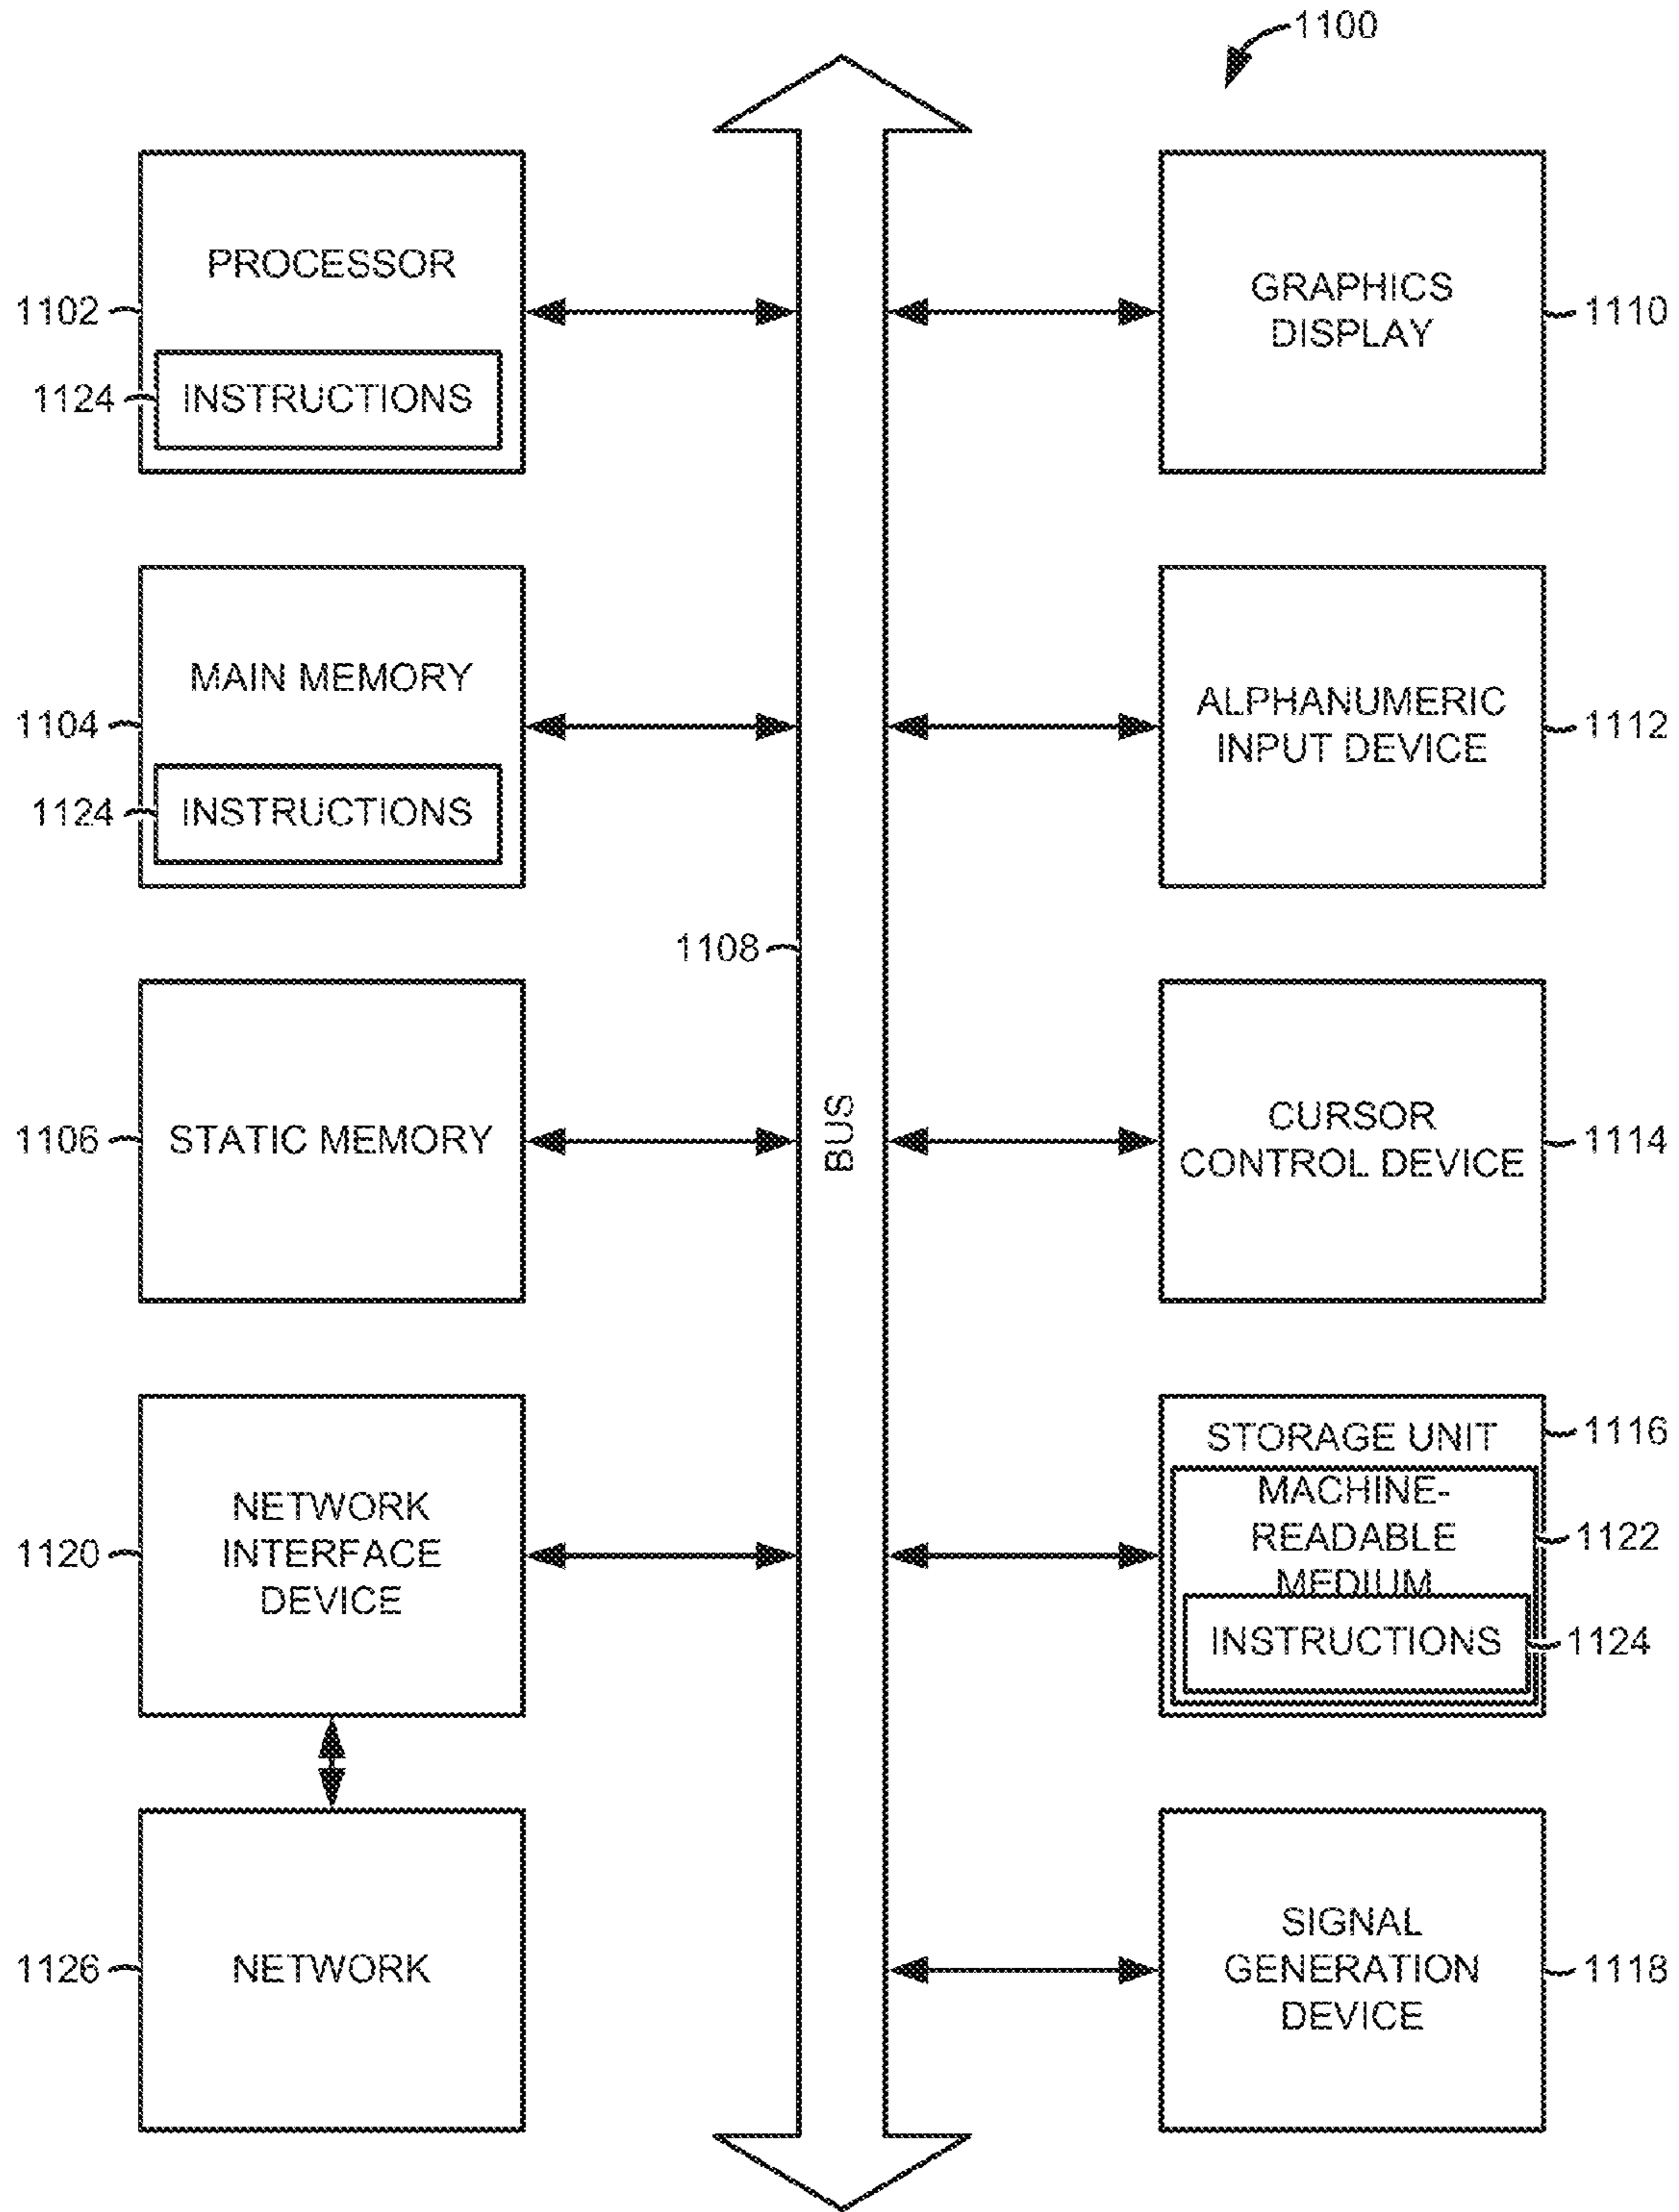 1100
PROCESSOR
1102
1124
INSTRUCTIONS
GRAPHICS
DISPLAY
1110
MAIN MEMORY
1104
1124
INSTRUCTIONS
ALPHANUMERIC
INPUT DEVICE
1112
1108
BUS
1106
STATIC MEMORY
CURSOR
CONTROL DEVICE
1114
1120
NETWORK
INTERFACE
DEVICE
STORAGE UNIT
1116
MACHINE-
READABLE
MEDIUM
1122
INSTRUCTIONS
1124
1126
NETWORK
SIGNAL
GENERATION
DEVICE
1118